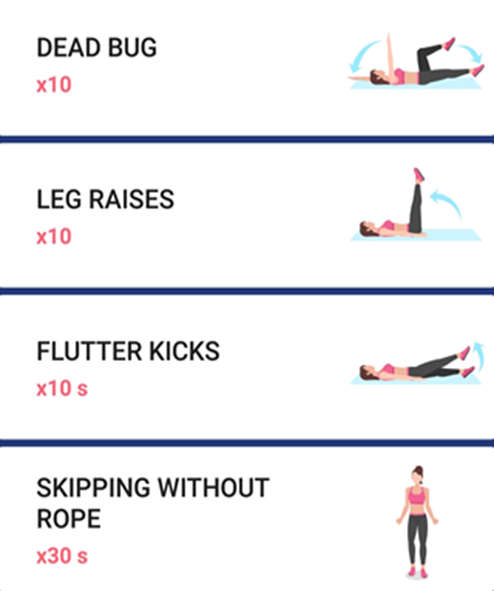 DEAD BUG
x10
LEG RAISES
x10
FLUTTER KICKS
x10 s
SKIPPING WITHOUT
ROPE
x30 s